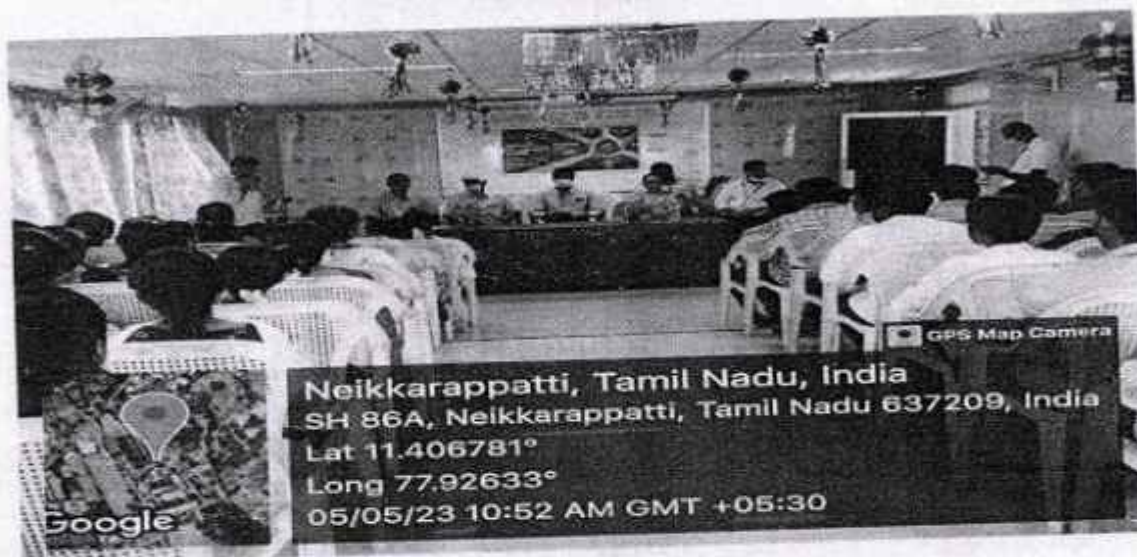 GPS Map Camera
Neikkarappatti, Tamil Nadu, India
SH 86A, Neikkarappatti, Tamil Nadu 637209, India
Lat 11.406781°
Long 77.92633°
05/05/23 10:52 AM GMT +05:30
Google